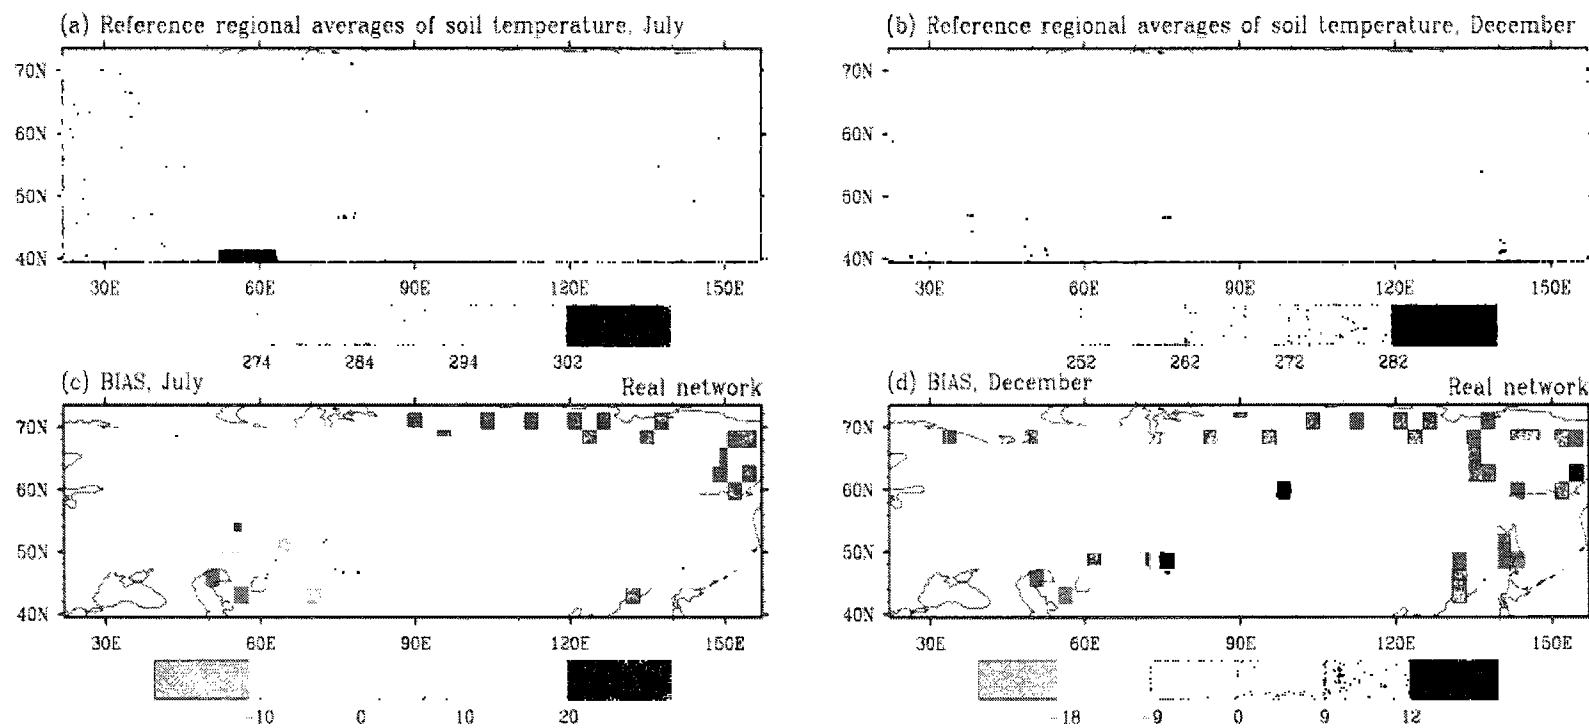 (a) Reference regional averages of soil temperature, July
(b) Reference regional averages of soil temperature, December
70N
60N
50N
40N
30E 60E 90E 120E 150E
274 284 294 302
70N
60N
50N
40N
30E 60E 90E 120E 150E
252 262 272 282
(c) BIAS, July
Real network
(d) BIAS, December
Real network
70N
60N
50N
40N
30E 60E 90E 120E 150E
-10 0 10 20
70N
60N
50N
40N
30E 60E 90E 120E 150E
-18 -9 0 9 12